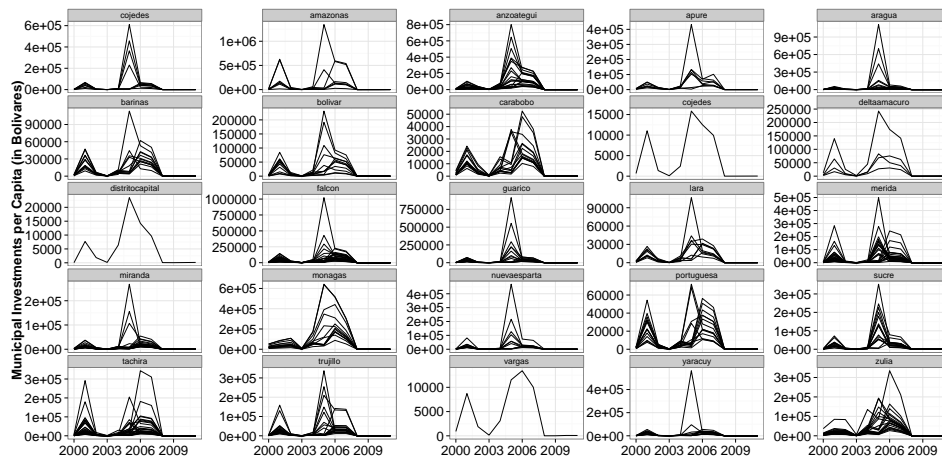 Municipal Investments per Capita (in Bolivares)
cojedes
6e+05
4e+05
2e+05
0e+00
amazonas
1e+06
5e+05
0e+00
anzoategui
8e+05
6e+05
4e+05
2e+05
0e+00
apure
4e+05
3e+05
2e+05
1e+05
0e+00
aragua
9e+05
6e+05
3e+05
0e+00
barinas
90000
60000
30000
0
bolivar
200000
150000
100000
50000
0
carabobo
50000
40000
30000
20000
10000
0
cojedes
15000
10000
5000
0
deltaamacuro
250000
200000
150000
100000
50000
0
distritocapital
20000
15000
10000
5000
0
falcon
1000000
750000
500000
250000
0
guarico
750000
500000
250000
0
lara
90000
60000
30000
0
merida
5e+05
4e+05
3e+05
2e+05
1e+05
0e+00
miranda
2e+05
1e+05
0e+00
monagas
6e+05
4e+05
2e+05
0e+00
nuevaesparta
4e+05
3e+05
2e+05
1e+05
0e+00
portuguesa
60000
40000
20000
0
sucre
3e+05
2e+05
1e+05
0e+00
tachira
3e+05
2e+05
1e+05
0e+00
2000 2003 2006 2009
trujillo
3e+05
2e+05
1e+05
0e+00
2000 2003 2006 2009
vargas
10000
5000
0
2000 2003 2006 2009
yaracuy
4e+05
2e+05
0e+00
2000 2003 2006 2009
zulia
3e+05
2e+05
1e+05
0e+00
2000 2003 2006 2009